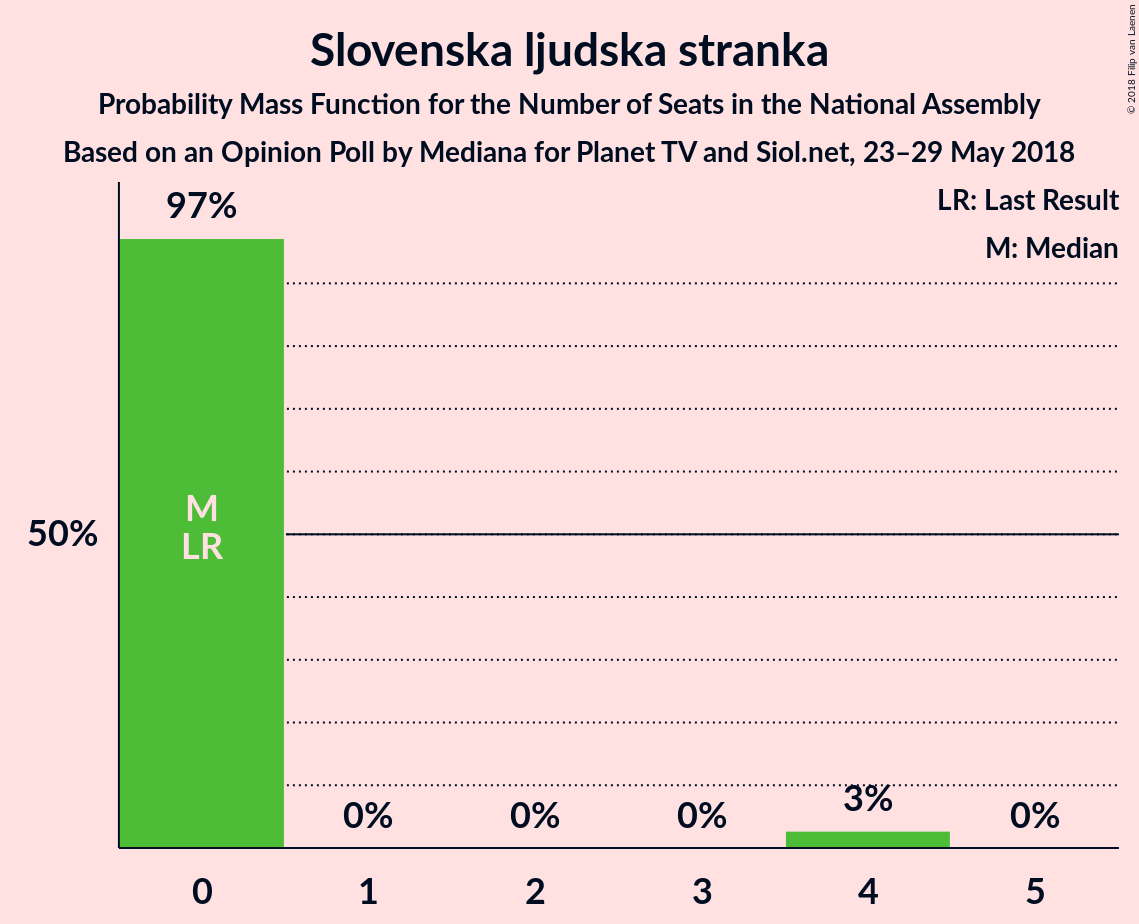 Slovenska ljudska stranka
Probability Mass Function for the Number of Seats in the National Assembly
Based on an Opinion Poll by Mediana for Planet TV and Siol.net, 23–29 May 2018
© 2018 Filip van Laenen
LR: Last Result
M: Median
97%
M
LR
50%
0%
0%
0%
3%
0%
0
1
2
3
4
5